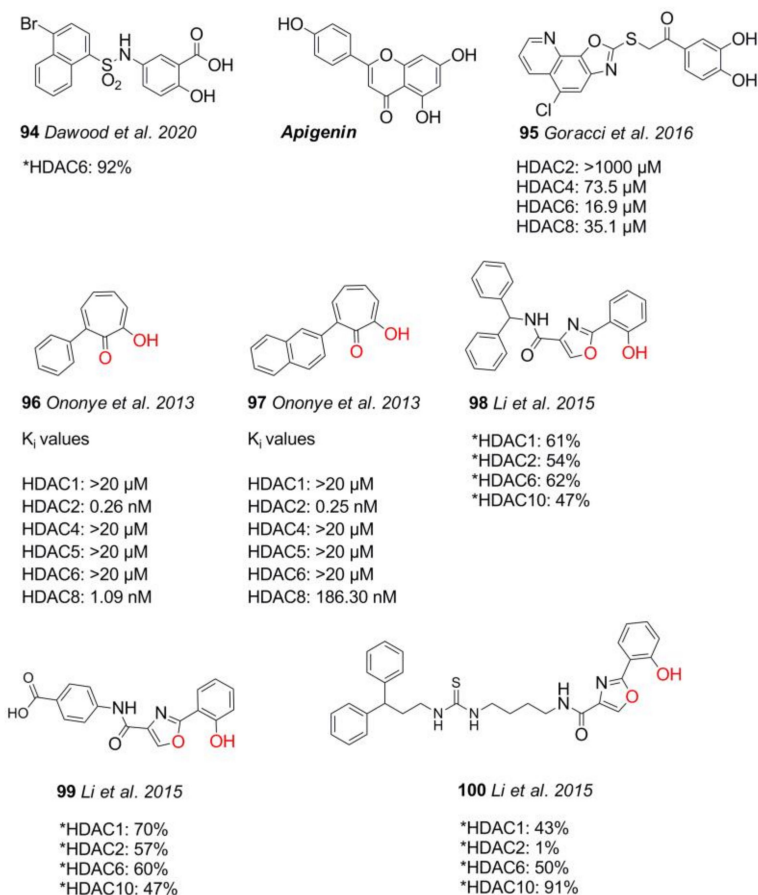 Br
H
N
O
OH
S
O2
OH
94 Dawood et al. 2020
*HDAC6: 92%
HO
O
OH
O
OH
Apigenin
N
O
S
O
OH
N
OH
Cl
95 Goracci et al. 2016
HDAC2: >1000 µM
HDAC4: 73.5 µM
HDAC6: 16.9 µM
HDAC8: 35.1 µM
O
OH
96 Ononye et al. 2013
Ki values
HDAC1: >20 µM
HDAC2: 0.26 nM
HDAC4: >20 µM
HDAC5: >20 µM
HDAC6: >20 µM
HDAC8: 1.09 nM
O
OH
97 Ononye et al. 2013
Ki values
HDAC1: >20 µM
HDAC2: 0.25 nM
HDAC4: >20 µM
HDAC5: >20 µM
HDAC6: >20 µM
HDAC8: 186.30 nM
NH
O
N
O
OH
98 Li et al. 2015
*HDAC1: 61%
*HDAC2: 54%
*HDAC6: 62%
*HDAC10: 47%
O
HO
H
N
O
N
O
OH
99 Li et al. 2015
*HDAC1: 70%
*HDAC2: 57%
*HDAC6: 60%
*HDAC10: 47%
N
H
S
N
H
H
N
O
N
O
OH
100 Li et al. 2015
*HDAC1: 43%
*HDAC2: 1%
*HDAC6: 50%
*HDAC10: 91%